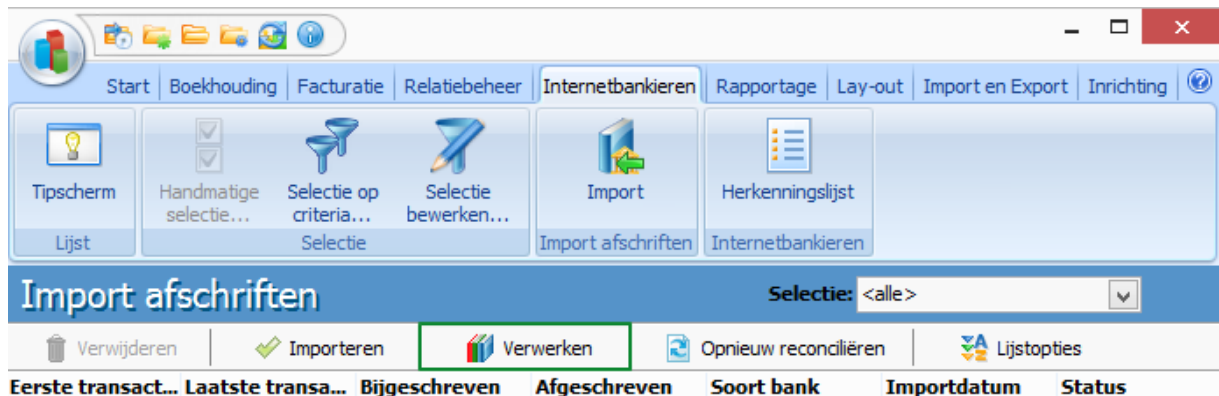 Start Boekhouding Facturatie Relatiebeheer Internetbankieren Rapportage Lay-out Import en Export Inrichting
Tipscherm
Handmatige selectie...
Selectie op criteria...
Selectie bewerken...
Import
Herkenningslijst
Lijst Selectie Import afschriften Internetbankieren
Import afschriften Selectie: <alle>
Verwijderen Importeren Verwerken Opnieuw reconciliëren Lijstopties
Eerste transact... Laatste transa... Bijgeschreven Afgeschreven Soort bank Importdatum Status